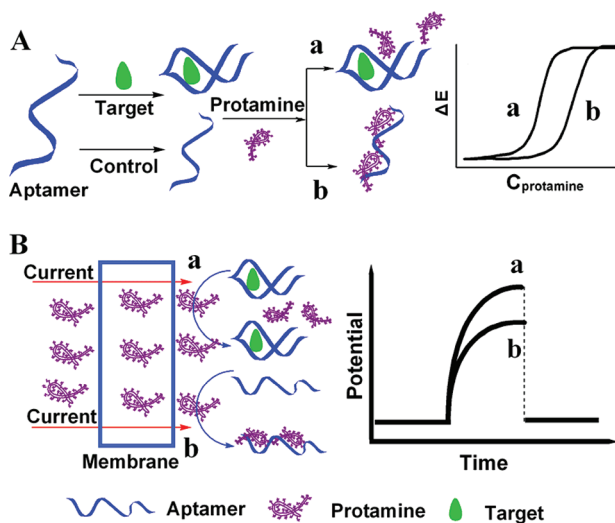 A
Target
Control
Aptamer
Protamine
a
b
ΔE
a
b
Cprotamine
B
Current
a
Current
b
Membrane
Potential
a
b
Time
Aptamer
Protamine
Target